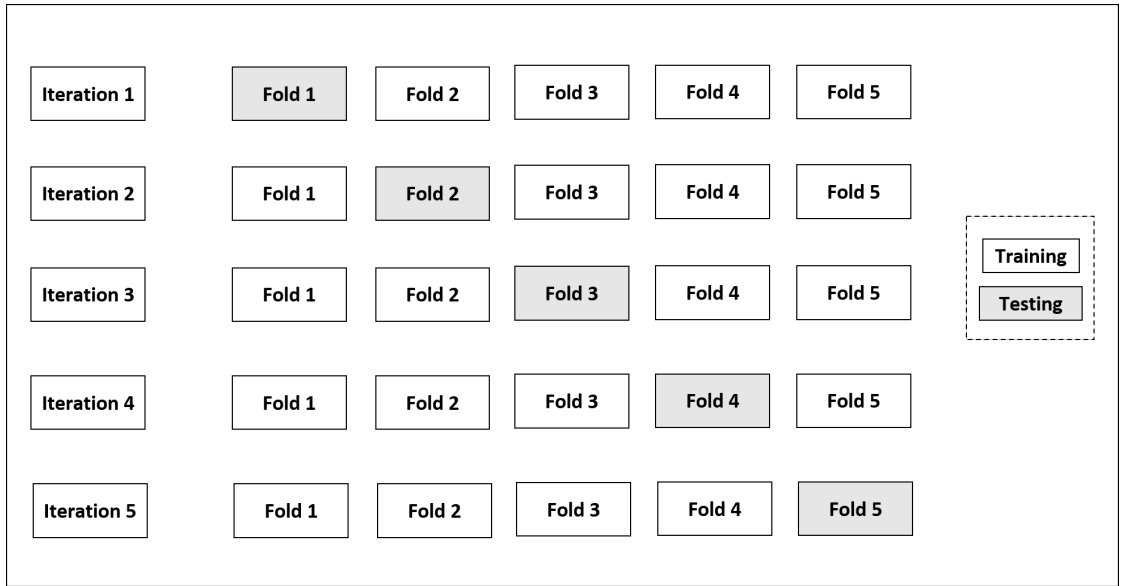 Iteration 1
Fold 1
Fold 2
Fold 3
Fold 4
Fold 5
Iteration 2
Fold 1
Fold 2
Fold 3
Fold 4
Fold 5
Iteration 3
Fold 1
Fold 2
Fold 3
Fold 4
Fold 5
Iteration 4
Fold 1
Fold 2
Fold 3
Fold 4
Fold 5
Iteration 5
Fold 1
Fold 2
Fold 3
Fold 4
Fold 5
Training
Testing